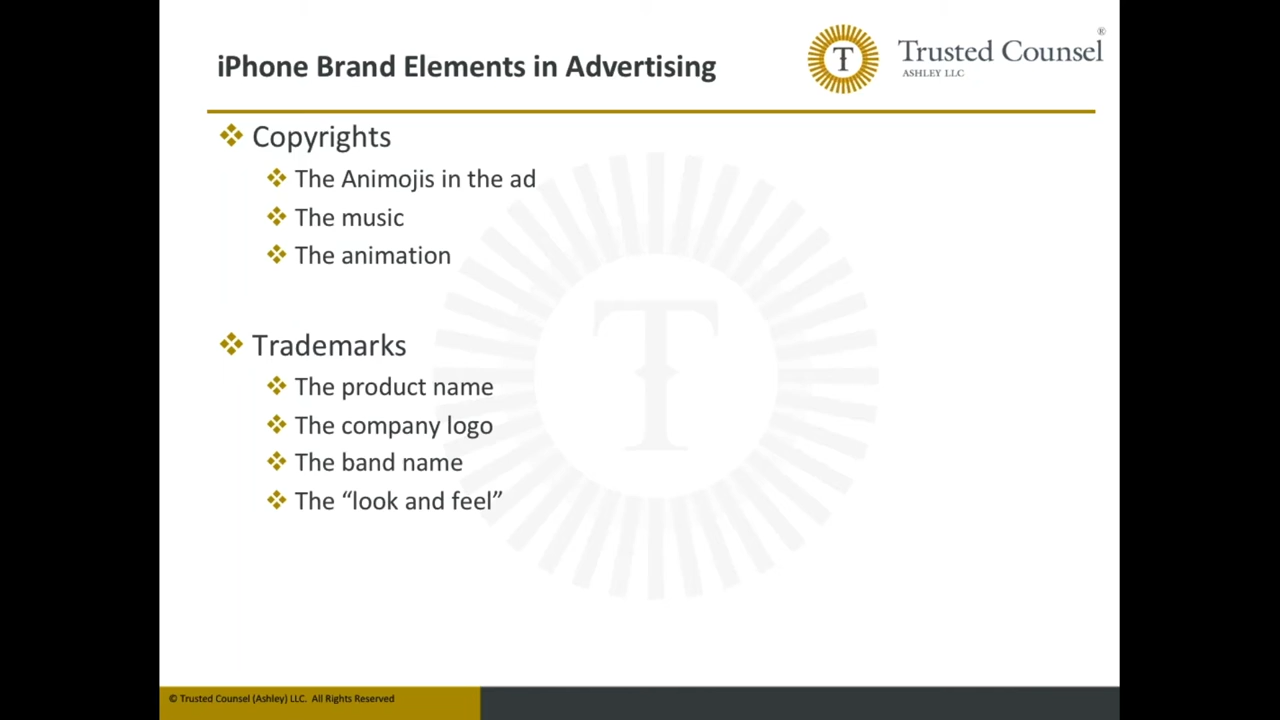 iPhone Brand Elements in Advertising
T
Trusted Counsel®
ASHLEY LLC
Copyrights
The Animojis in the ad
The music
The animation
Trademarks
The product name
The company logo
The band name
The “look and feel”
T
© Trusted Counsel (Ashley) LLC. All Rights Reserved